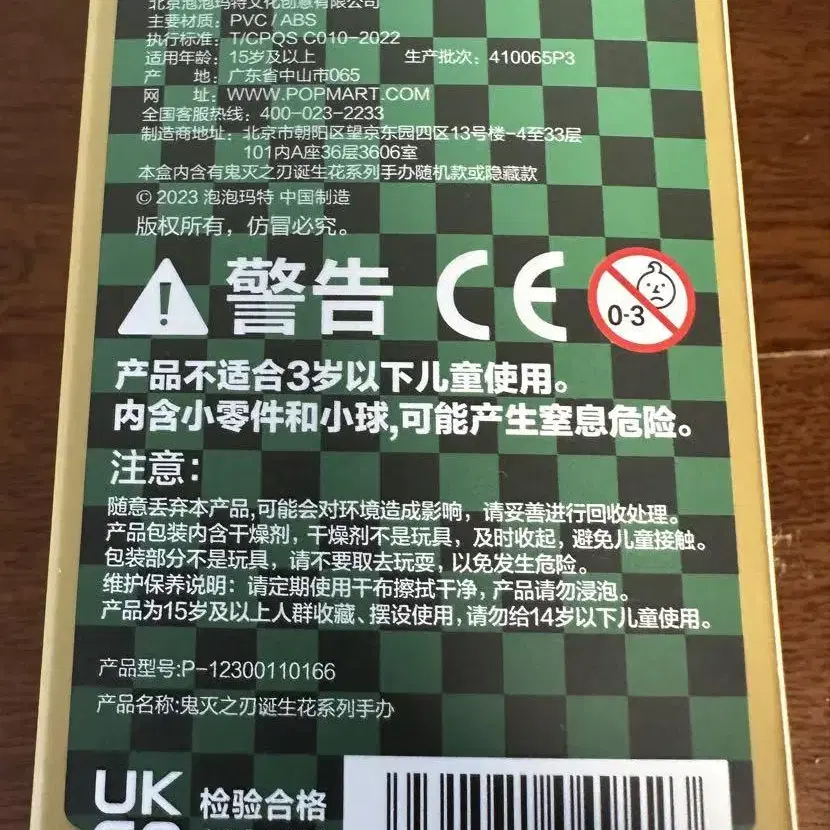 北京泡泡玛特文化创意有限公司
主要材质：PVC / ABS
执行标准：T/CPQS C010-2022
适用年龄：15岁及以上 生产批次：410065P3
产 地：广东省中山市065
网 址：WWW.POPMART.COM
全国客服热线：400-023-2233
制造商地址：北京市朝阳区望京东园四区13号楼-4至33层
101内A座36层3606室
本盒内含有鬼灭之刃诞生花系列手办随机款或隐藏款
© 2023 泡泡玛特 中国制造
版权所有，仿冒必究。
警告 CE 0-3
产品不适合3岁以下儿童使用。
内含小零件和小球,可能产生窒息危险。
注意：
随意丢弃本产品,可能会对环境造成影响，请妥善进行回收处理。
产品包装内含干燥剂，干燥剂不是玩具，及时收起，避免儿童接触。
包装部分不是玩具，请不要取去玩耍，以免发生危险。
维护保养说明：请定期使用干布擦拭干净，产品请勿浸泡。
产品为15岁及以上人群收藏、摆设使用，请勿给14岁以下儿童使用。
产品型号:P-12300110166
产品名称:鬼灭之刃诞生花系列手办
UK 检验合格